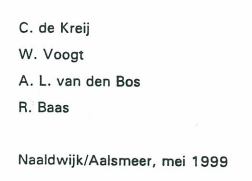 C. de Kreij
W. Voogt
A. L. van den Bos
R. Baas
Naaldwijk/Aalsmeer, mei 1999